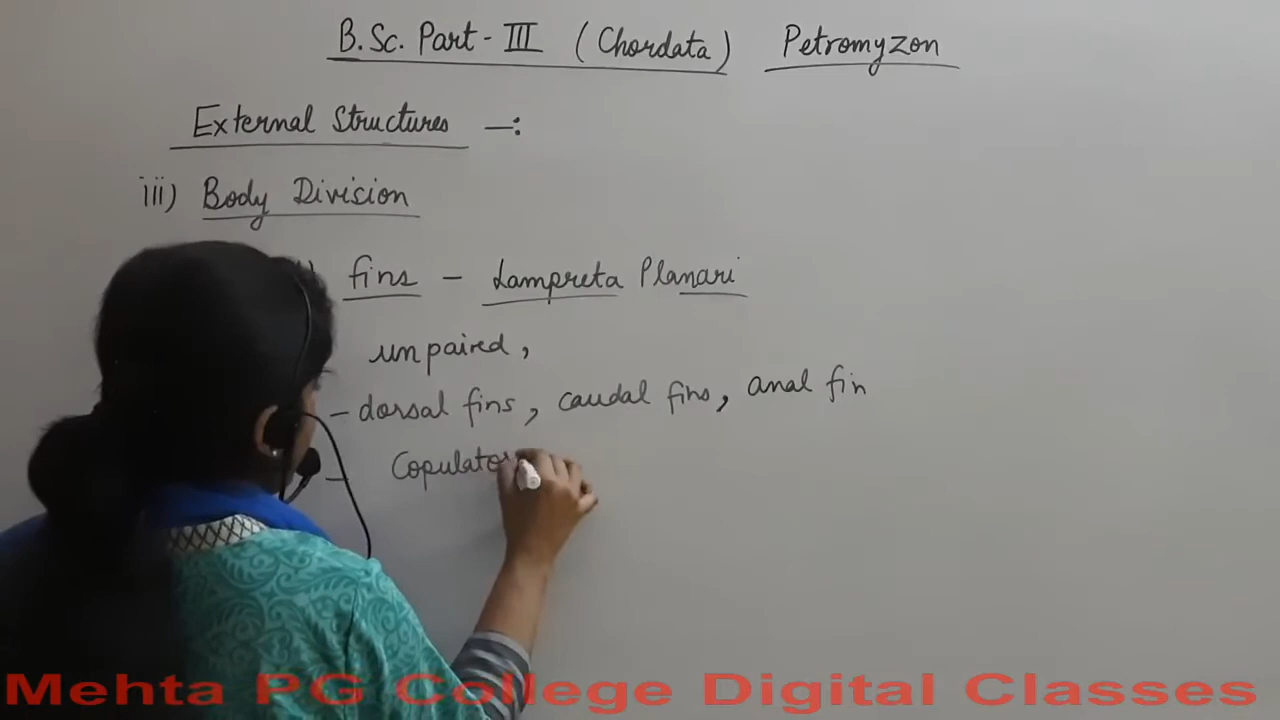 B.Sc. Part - III (Chordata) Petromyzon
External Structures —:
iii) Body Division
fins - Lampreta Planari
unpaired,
- dorsal fins, caudal fins, anal fin
- Copulator
Mehta PG College Digital Classes